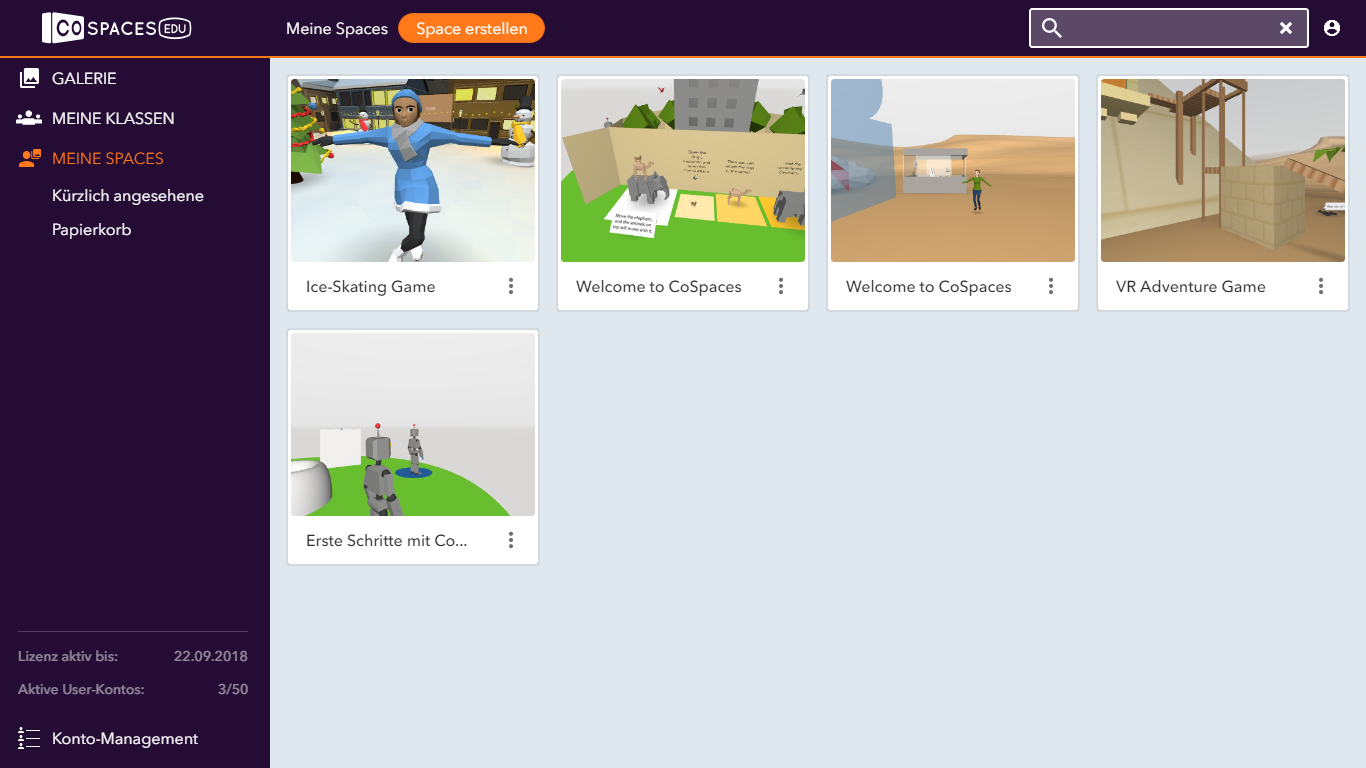 CO SPACES EDU
Meine Spaces
Space erstellen
GALERIE
MEINE KLASSEN
MEINE SPACES
Kürzlich angesehene
Papierkorb
Ice-Skating Game
Move the elephant,
and the animals on
top will move with it.
Welcome to CoSpaces
Welcome to CoSpaces
VR Adventure Game
Erste Schritte mit Co...
Lizenz aktiv bis: 22.09.2018
Aktive User-Kontos: 3/50
Konto-Management